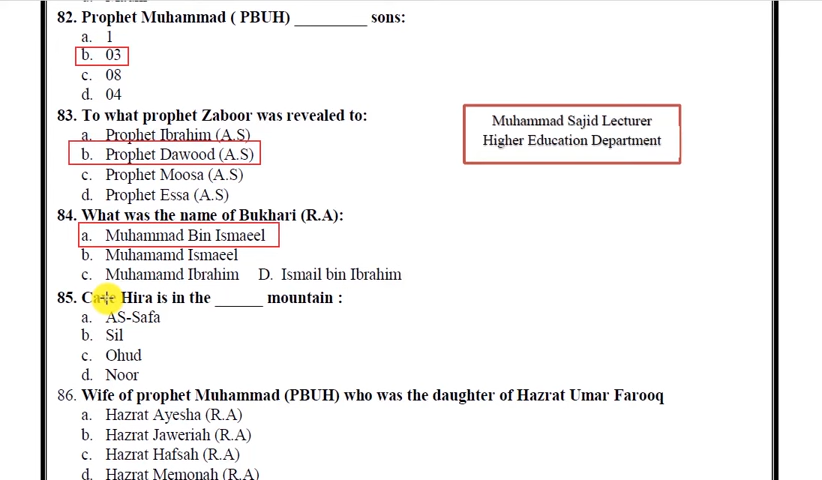 82. Prophet Muhammad ( PBUH) _________ sons:
a. 1
b. 03
c. 08
d. 04
83. To what prophet Zaboor was revealed to:
a. Prophet Ibrahim (A.S)
b. Prophet Dawood (A.S)
c. Prophet Moosa (A.S)
d. Prophet Essa (A.S)
Muhammad Sajid Lecturer
Higher Education Department
84. What was the name of Bukhari (R.A):
a. Muhammad Bin Ismaeel
b. Muhamamd Ismaeel
c. Muhamamd Ibrahim D. Ismail bin Ibrahim
85. Cave Hira is in the ______ mountain :
a. AS-Safa
b. Sil
c. Ohud
d. Noor
86. Wife of prophet Muhammad (PBUH) who was the daughter of Hazrat Umar Farooq
a. Hazrat Ayesha (R.A)
b. Hazrat Jaweriah (R.A)
c. Hazrat Hafsah (R.A)
d. Hazrat Memonah (R.A)